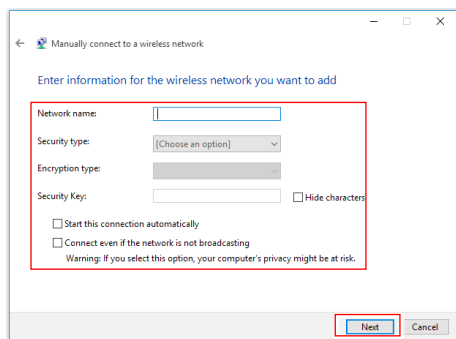 Manually connect to a wireless network
Enter information for the wireless network you want to add
Network name:
Security type: [Choose an option]
Encryption type:
Security Key: Hide characters
Start this connection automatically
Connect even if the network is not broadcasting
Warning: If you select this option, your computer's privacy might be at risk.
Next Cancel